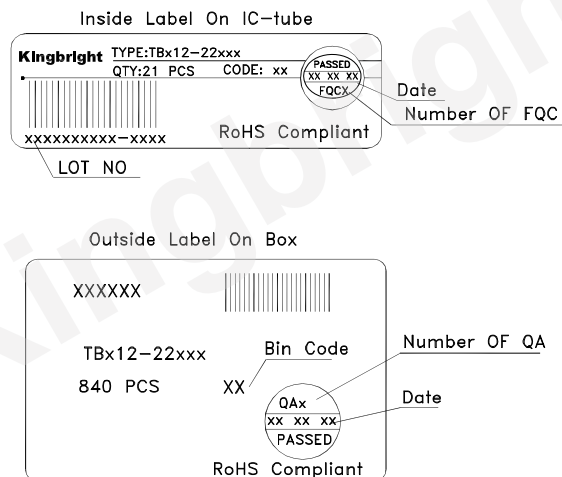 Inside Label On IC-tube
Kingbright TYPE:TBx12-22xxx
QTY:21 PCS CODE: xx
PASSED
xx xx xx
FQCX
Date
Number OF FQC
RoHS Compliant
xxxxxxxxxx-xxxx
LOT NO
Outside Label On Box
XXXXXX
TBx12-22xxx
Bin Code
Number OF QA
840 PCS
XX
QAx
Date
xx xx xx
PASSED
RoHS Compliant
kingbright